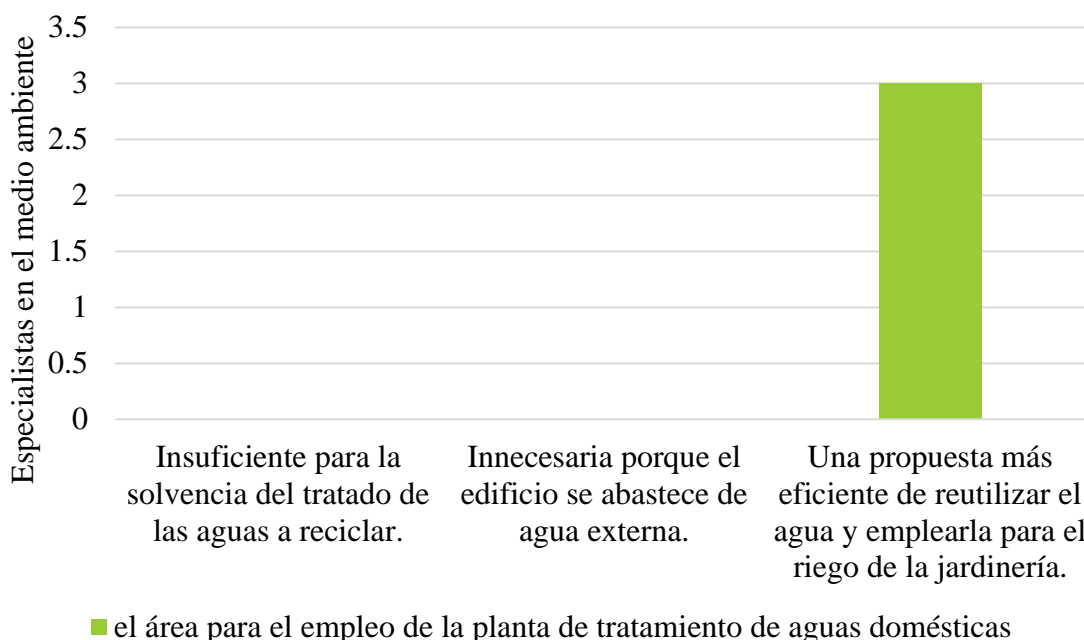 Especialistas en el medio ambiente
3.5
3
2.5
2
1.5
1
0.5
0
Insuficiente para la
solvencia del tratado de
las aguas a reciclar.
Innecesaria porque el
edificio se abastece de
agua externa.
Una propuesta más
eficiente de reutilizar el
agua y emplearla para el
riego de la jardinería.
el área para el empleo de la planta de tratamiento de aguas domésticas